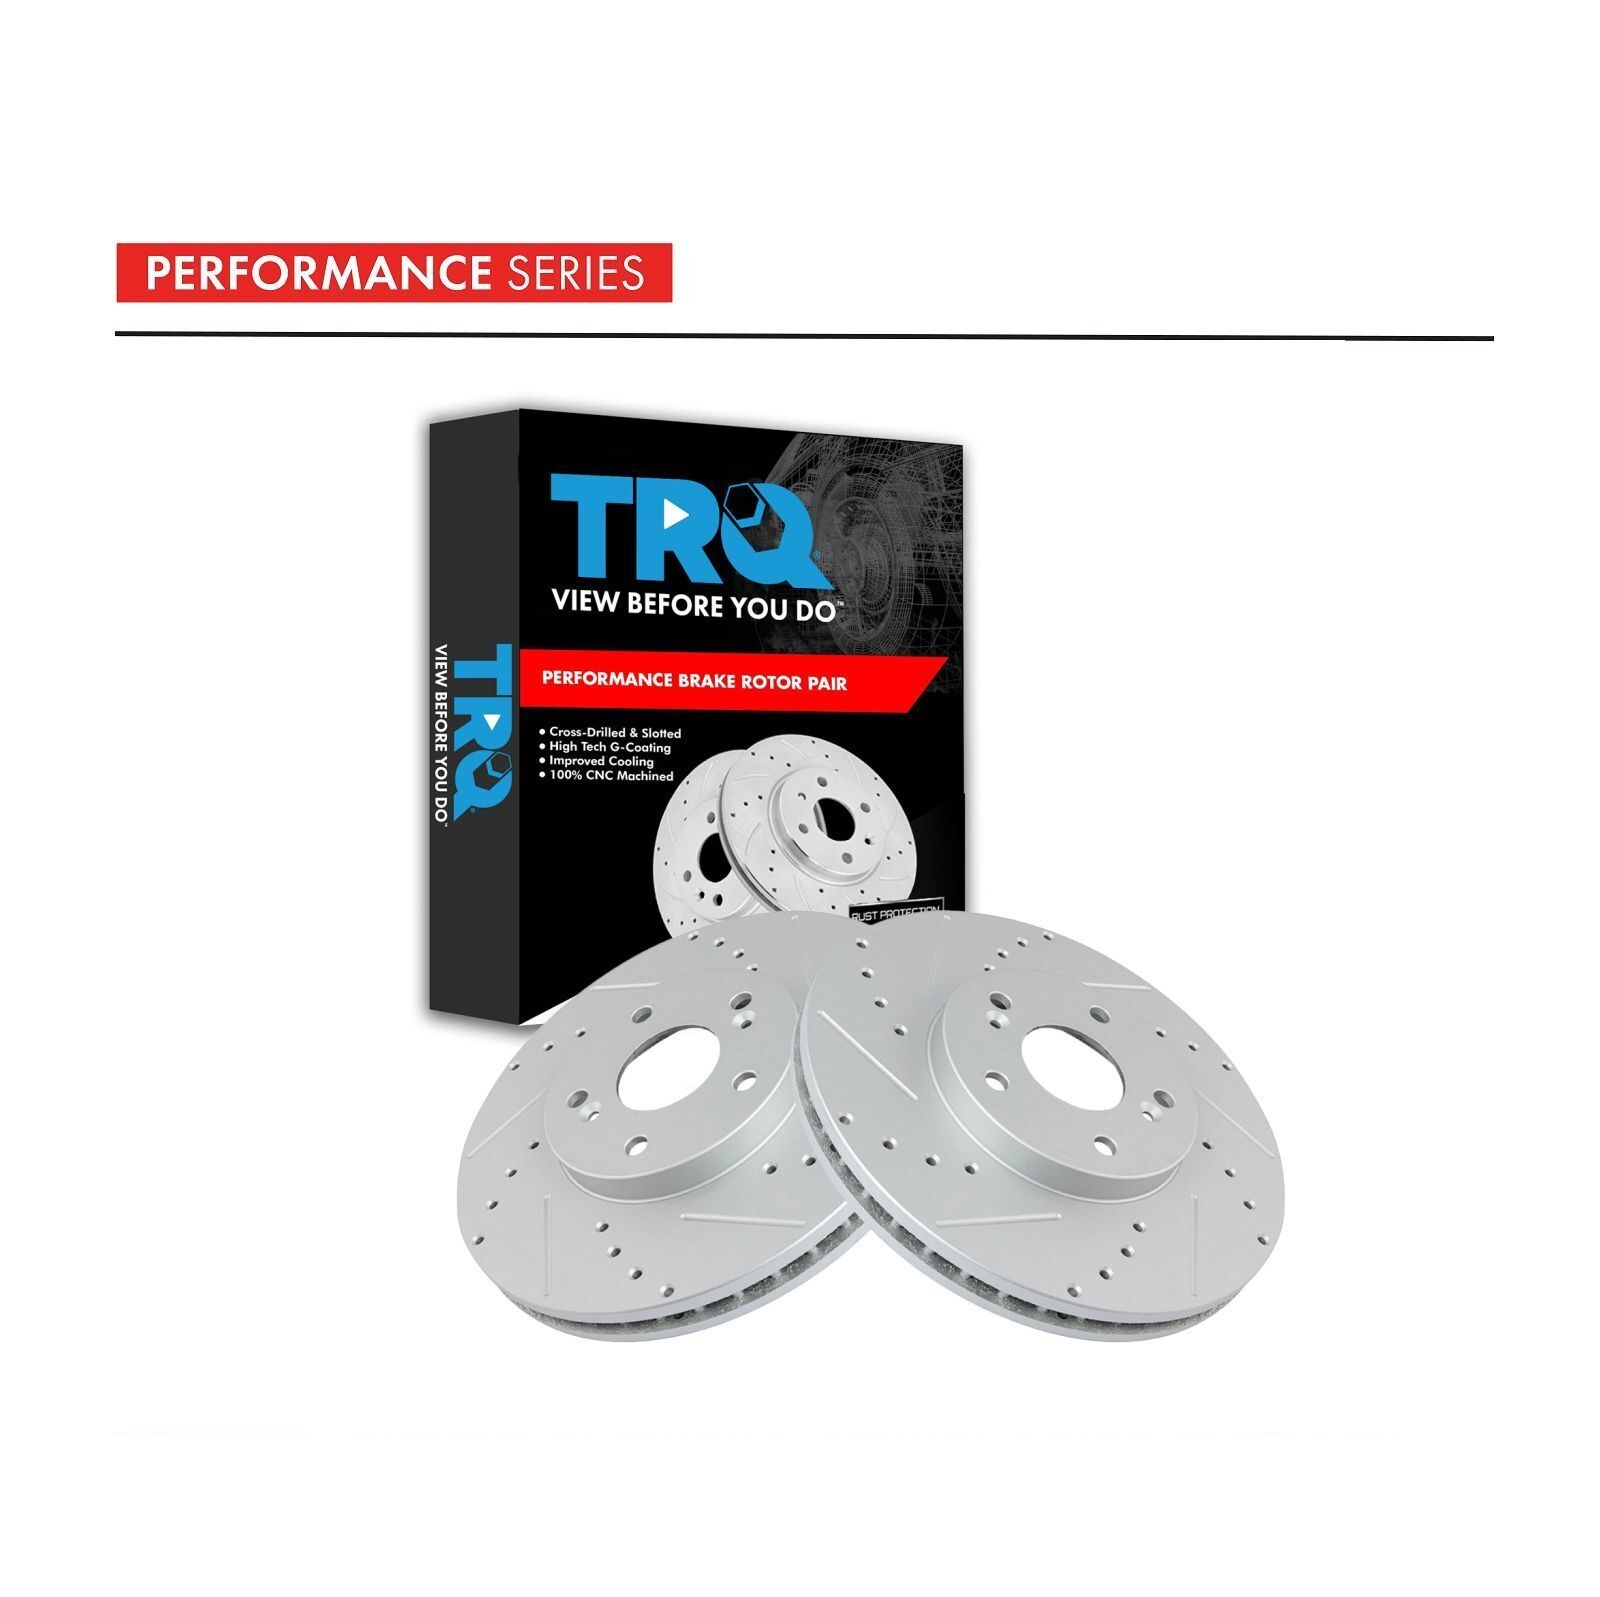 PERFORMANCE SERIES
TRQ®
VIEW BEFORE YOU DO™
PERFORMANCE BRAKE ROTOR PAIR
• Cross-Drilled & Slotted
• High Tech G-Coating
• Improved Cooling
• 100% CNC Machined
RUST PROTECTION
TRQ®
VIEW BEFORE YOU DO™